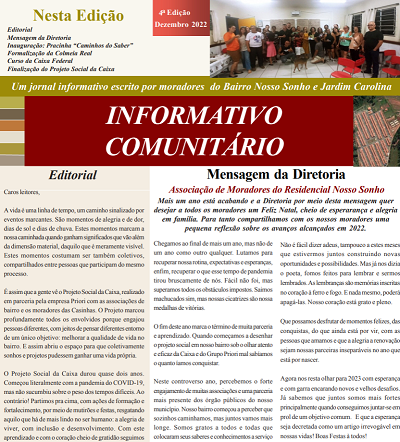 Nesta Edição
Editorial
Mensagem da Diretoria
Inauguração: Pracinha “Caminhos do Saber”
Formalização da Colmeia Real
Curso da Caixa Federal
Finalização do Projeto Social da Caixa
4ª Edição
Dezembro 2022
Um jornal informativo escrito por moradores do Bairro Nosso Sonho e Jardim Carolina
INFORMATIVO
COMUNITÁRIO
Editorial
Caros leitores,
A vida é uma linha de tempo, um caminho sinalizado por
eventos marcantes. São momentos de alegria e de dor,
dias de sol e dias de chuva. Estes momentos marcam a
nossa caminhada quando ganham significados que vão além
da dimensão material, daquilo que é meramente visível.
Estes momentos costumam ser também coletivos,
compartilhados entre pessoas que participam do mesmo
processo.
É assim que a gente vê o Projeto Social da Caixa, realizado
em parceria pela empresa Priori com as associações de
bairro e os moradores das Casinhas. O Projeto marcou
profundamente todos os envolvidos porque engajou
pessoas diferentes, com jeitos de pensar diferentes entorno
de um único objetivo: melhorar a qualidade de vida no
bairro. E assim abriu o espaço para que coletivamente
sonhos e projetos pudessem ganhar uma vida própria.
O Projeto Social da Caixa durou quase dois anos.
Começou literalmente com a pandemia do COVID-19,
mas não sucumbiu sobre o peso dos tempos difíceis. Ao
contrário! Partimos pra cima, com ações de formação e
fortalecimento, por meio de mutirões e festas, resgatando
aquilo que há de mais lindo no ser humano: a alegria de
viver, com inclusão e desenvolvimento. Com este
aprendizado e com o coração cheio de gratidão seguimos
Mensagem da Diretoria
Associação de Moradores do Residencial Nosso Sonho
Mais um ano está acabando e a Diretoria por meio desta mensagem quer
desejar a todos os moradores um Feliz Natal, cheio de esperança e alegria
em família. Para tanto compartilhamos com os nossos moradores uma
pequena reflexão sobre os avanços alcançados em 2022.
Chegamos ao final de mais um ano, mas não de
um ano como outro qualquer. Lutamos para
recuperar nossa rotina, expectativas e esperanças,
enfim, recuperar o que esse tempo de pandemia
tirou bruscamente de nós. Fácil não foi, mas
superamos todos os obstáculos impostos. Saímos
machucados sim, mas nossas cicatrizes são nossa
medalhas de vitórias.
O fim deste ano marca o término de muita parceria
e aprendizado. Quando começamos a desenhar
o projeto social em nosso bairro sob o olhar atento
e eficaz da Caixa e do Grupo Priori mal sabíamos
o quanto iamos conquistar.
Neste controverso ano, percebemos o forte
engajamento de muitas associações e uma parceria
mais presente dos órgão públicos do nosso
município. Nosso bairro começou a perceber que
sozinhos caminhamos, mas juntos vamos mais
longe. Somos gratos a todos e todas que
colocaram seus saberes e conhecimentos a serviço
Não é fácil dizer adeus, tampouco a estes meses
que estivermos juntos construindo novas
oportunidades e possibilidades. Mas já nos dizia
o poeta, fomos feitos para lembrar e sermos
lembrados. As lembranças são memórias inscritas
no coração à ferro e fogo. E nada mesmo, poderá
apagá-las. Nosso coração está grato e pleno.
Que possamos desfrutar de momentos felizes, das
conquistas, do que ainda está por vir, com as
pessoas que amamos e que a alegria a renovação
sejam nossas parceiras inseparáveis no ano que
está por nascer.
Agora nos resta olhar para 2023 com esperança
e com garra encarando novos e velhos desafios.
Já sabemos que juntos somos mais fortes
principalmente quando conseguimos juntar-se em
prol de um objetivo comum. E que a esperança
seja decretada como um artigo irrevogável em
nossas vidas! Boas Festas à todos!